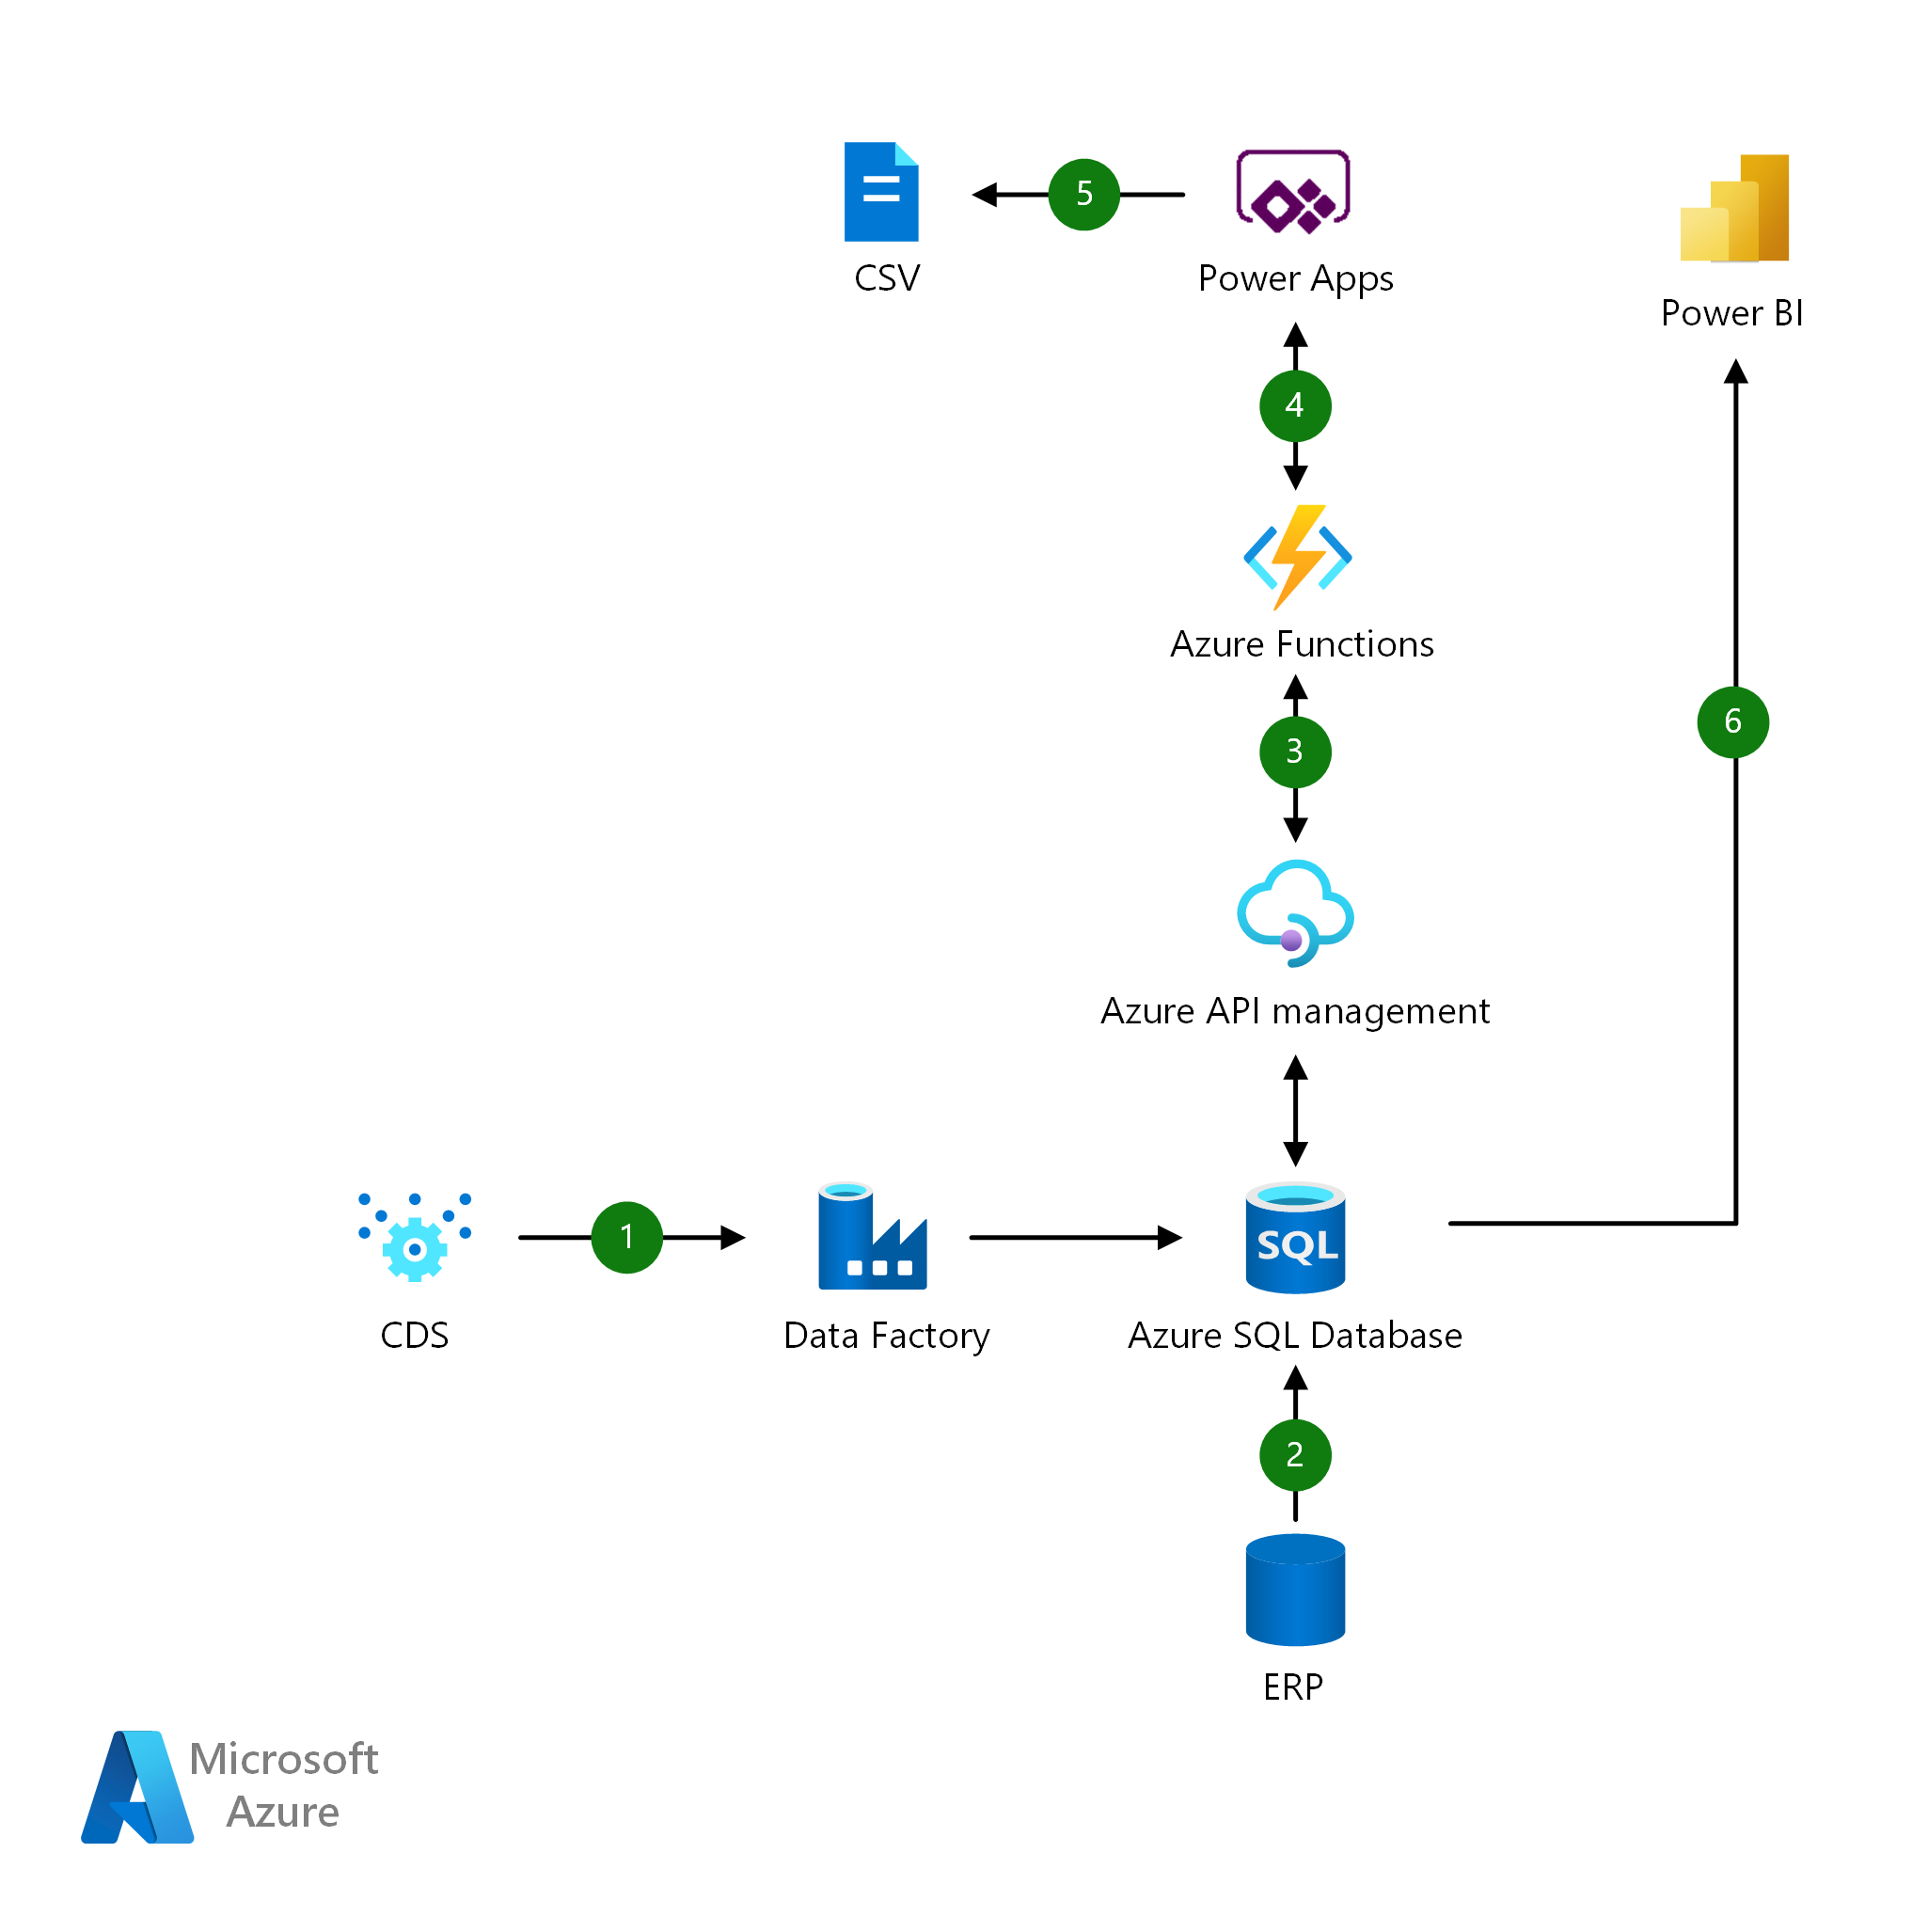 5
CSV
Power Apps
Power BI
4
Azure Functions
6
3
Azure API management
1
SQL
CDS
Data Factory
Azure SQL Database
2
ERP
Microsoft
Azure